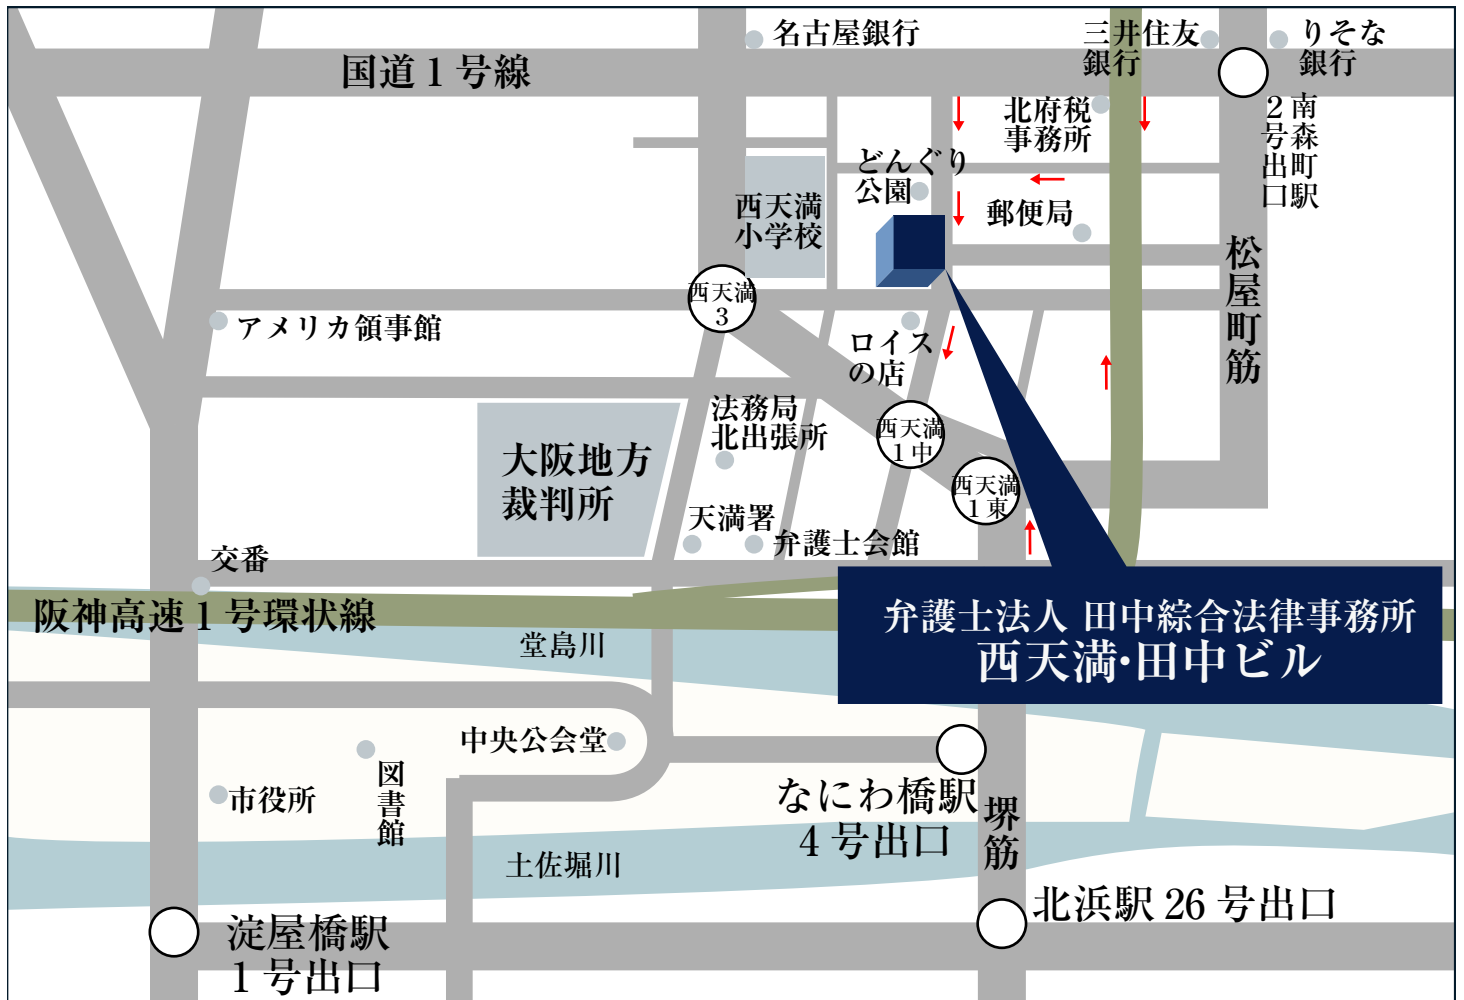 名古屋銀行
三井住友
銀行
りそな
銀行
国道1号線
北府税
事務所
南森町駅
2号出口
どんぐり
公園
西天満
小学校
郵便局
松屋町筋
西天満
3
アメリカ領事館
ロイス
の店
法務局
北出張所
西天満
1中
大阪地方
裁判所
西天満
1東
天満署
弁護士会館
交番
阪神高速1号環状線
弁護士法人 田中綜合法律事務所
西天満・田中ビル
堂島川
中央公会堂
図書館
市役所
なにわ橋駅
4号出口
堺筋
土佐堀川
北浜駅26号出口
淀屋橋駅
1号出口